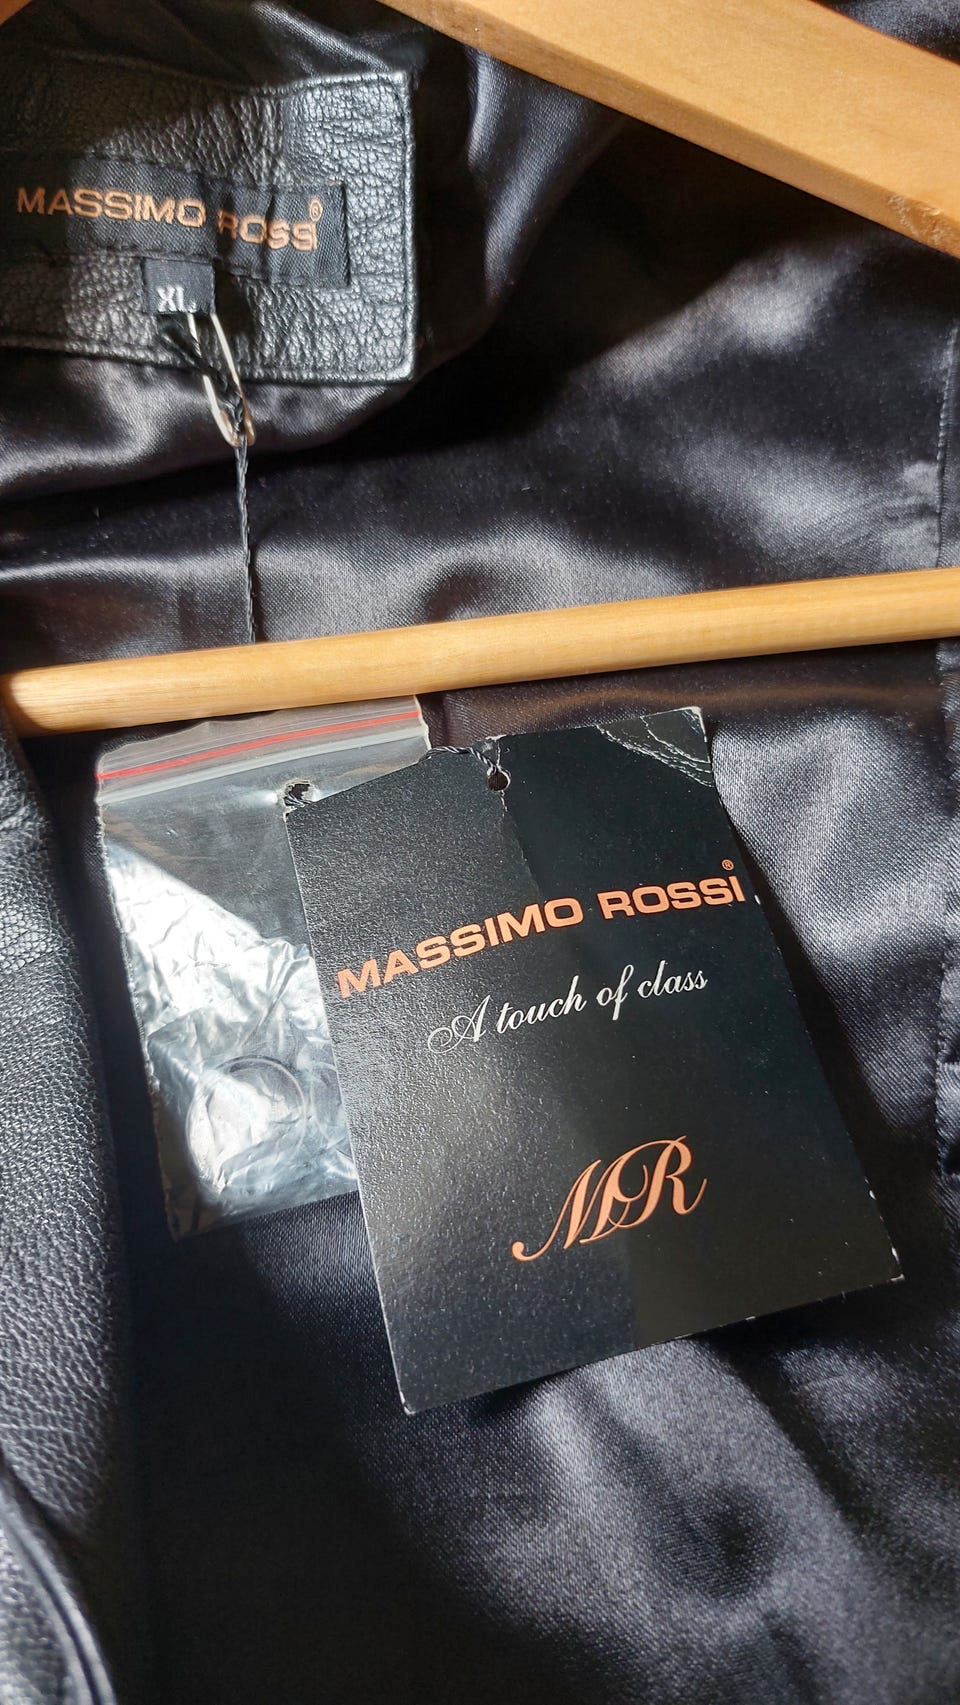 MASSIMO ROSSI®
XL
MASSIMO ROSSI®
A touch of class
MR